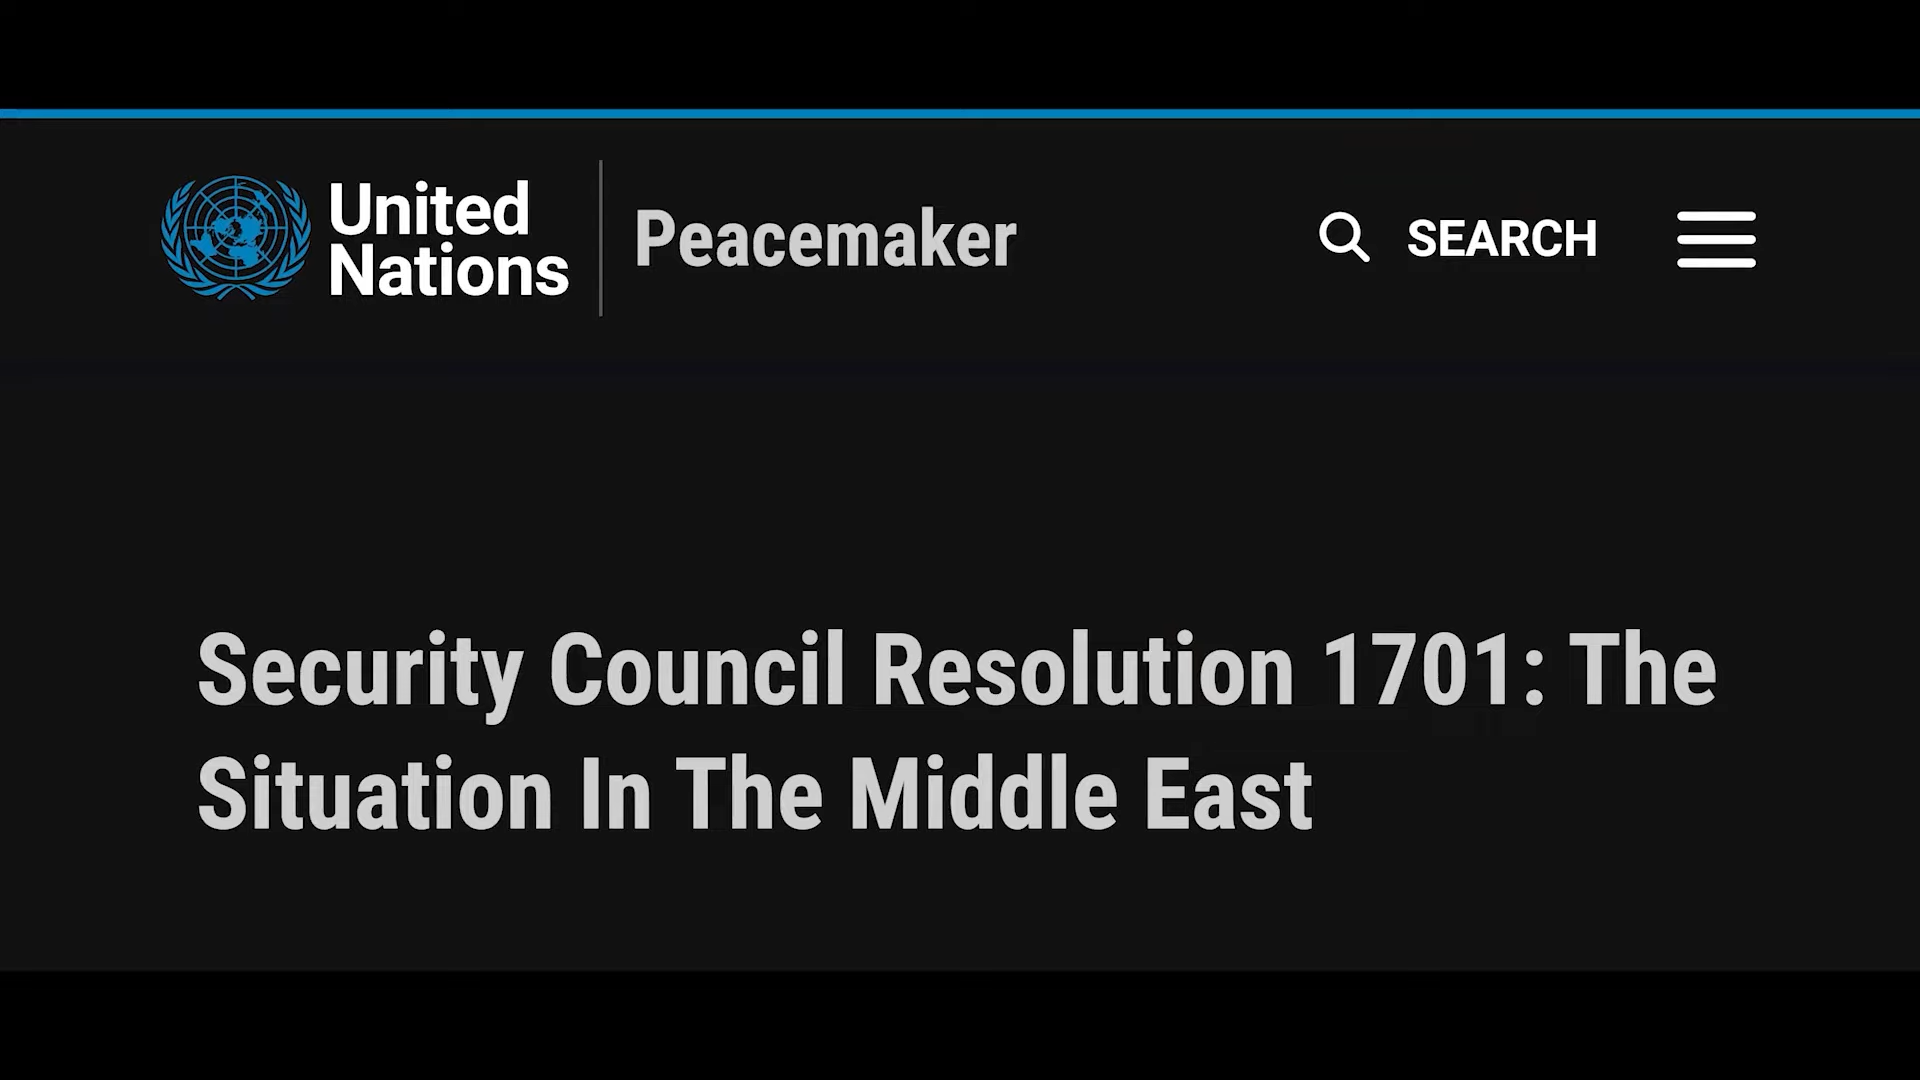 United
Nations
Peacemaker
SEARCH
Security Council Resolution 1701: The
Situation In The Middle East